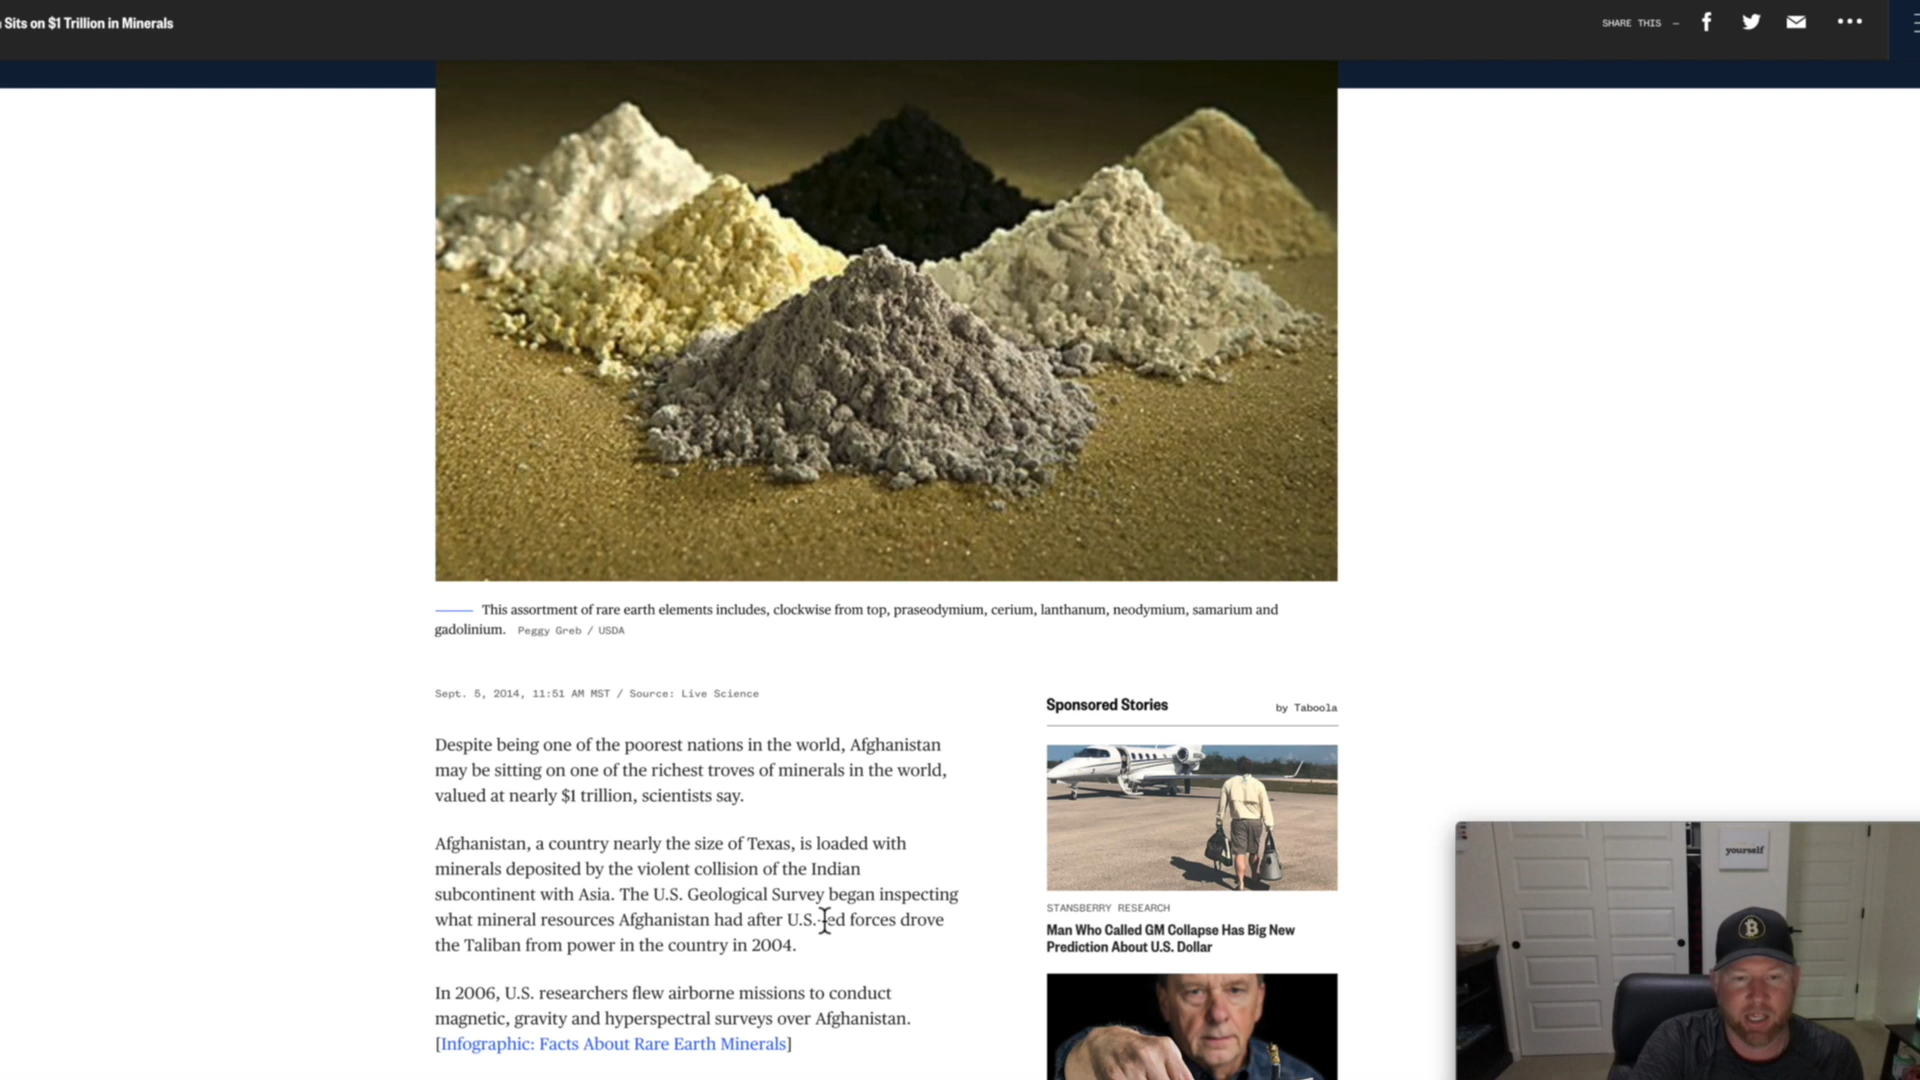 Sits on $1 Trillion in Minerals
SHARE THIS —
This assortment of rare earth elements includes, clockwise from top, praseodymium, cerium, lanthanum, neodymium, samarium and
gadolinium. Peggy Greb / USDA
Sept. 5, 2014, 11:51 AM MST / Source: Live Science
Despite being one of the poorest nations in the world, Afghanistan
may be sitting on one of the richest troves of minerals in the world,
valued at nearly $1 trillion, scientists say.
Afghanistan, a country nearly the size of Texas, is loaded with
minerals deposited by the violent collision of the Indian
subcontinent with Asia. The U.S. Geological Survey began inspecting
what mineral resources Afghanistan had after U.S.-led forces drove
the Taliban from power in the country in 2004.
In 2006, U.S. researchers flew airborne missions to conduct
magnetic, gravity and hyperspectral surveys over Afghanistan.
[Infographic: Facts About Rare Earth Minerals]
Sponsored Stories
by Taboola
STANSBERRY RESEARCH
Man Who Called GM Collapse Has Big New
Prediction About U.S. Dollar
yourself
B